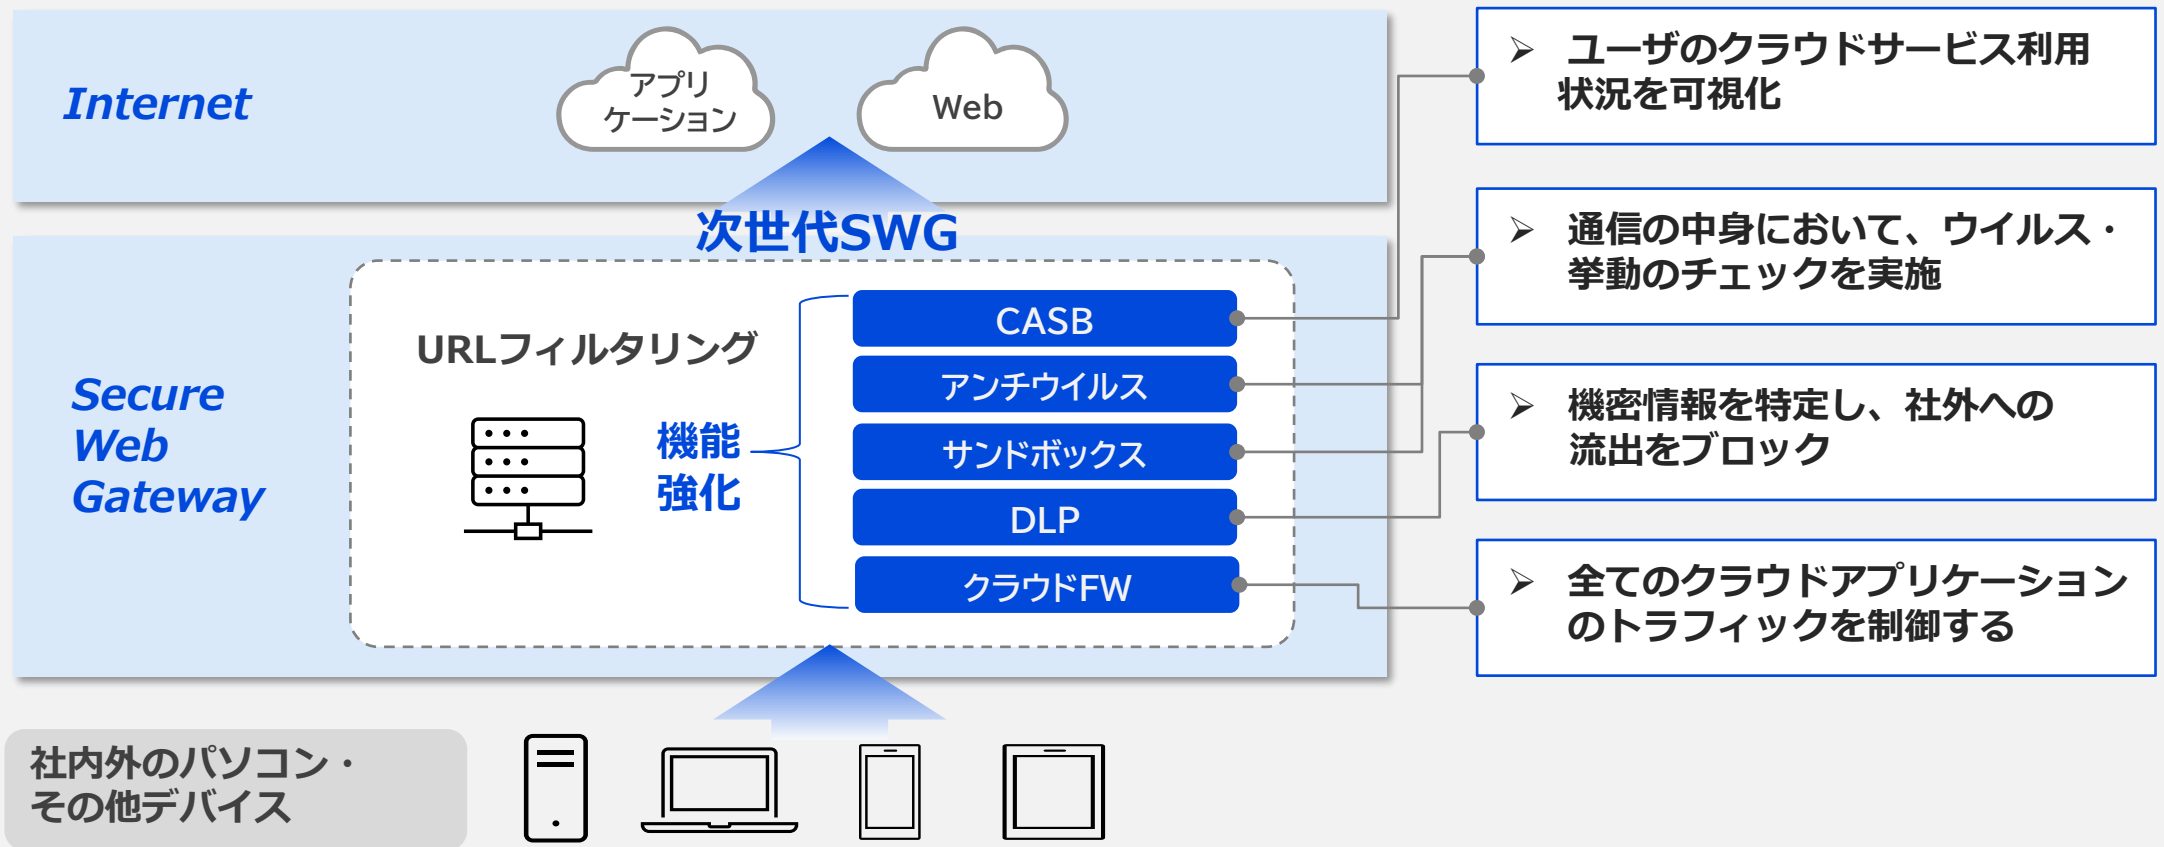 Internet
アプリ
ケーション
Web
次世代SWG
Secure
Web
Gateway
URLフィルタリング
機能
強化
CASB
アンチウイルス
サンドボックス
DLP
クラウドFW
➢ ユーザのクラウドサービス利用
状況を可視化
➢ 通信の中身において、ウイルス・
挙動のチェックを実施
➢ 機密情報を特定し、社外への
流出をブロック
➢ 全てのクラウドアプリケーション
のトラフィックを制御する
社内外のパソコン・
その他デバイス